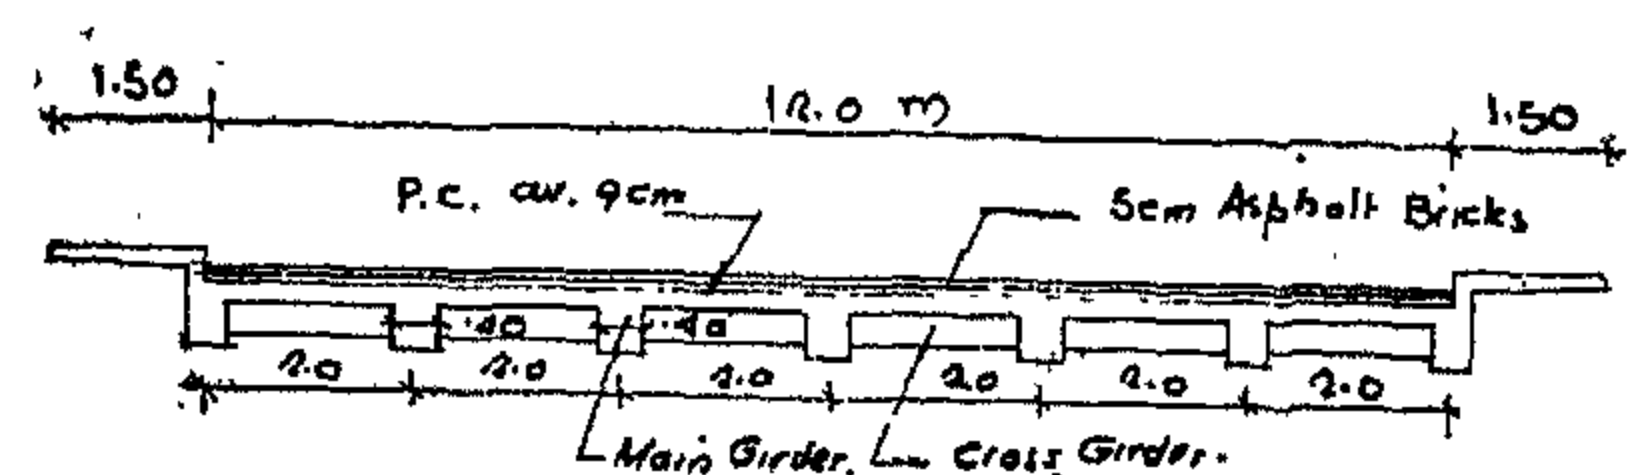 1.50 12.0 m 1.50
P.C. av. 9cm 5cm Asphalt Bricks
.40 .40
2.0 2.0 2.0 2.0 2.0 2.0
Main Girder. Cross Girder.